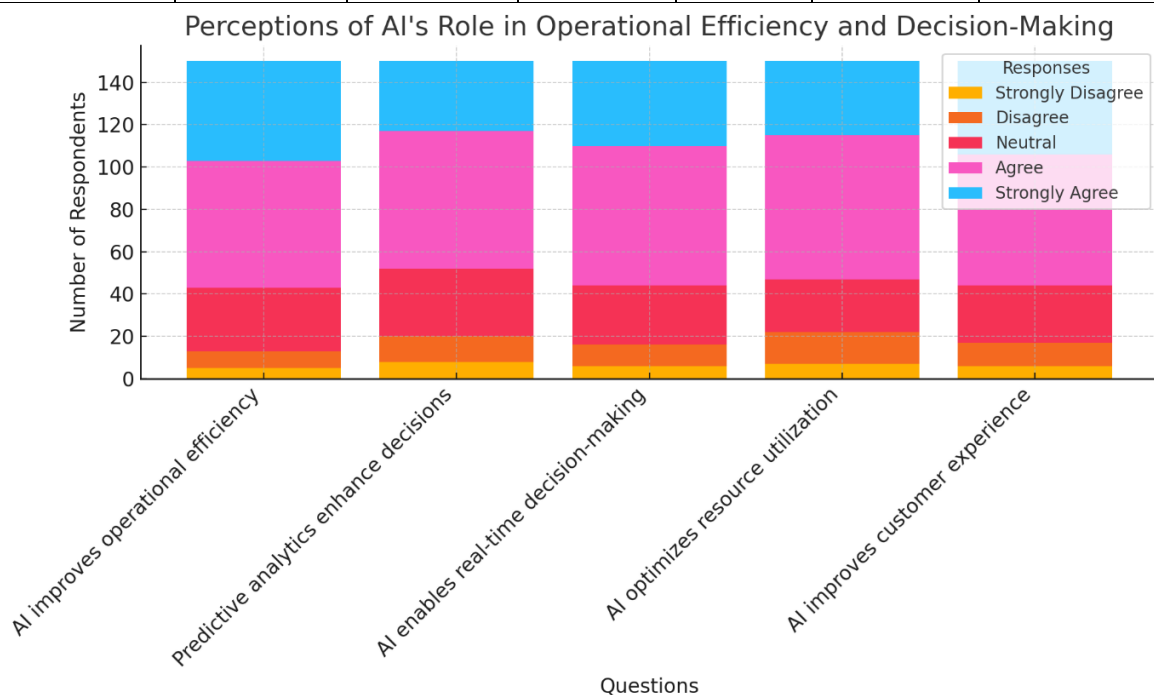 Perceptions of AI's Role in Operational Efficiency and Decision-Making
Number of Respondents
140
120
100
80
60
40
20
0
Responses
Strongly Disagree
Disagree
Neutral
Agree
Strongly Agree
AI improves operational efficiency
Predictive analytics enhance decisions
AI enables real-time decision-making
AI optimizes resource utilization
AI improves customer experience
Questions